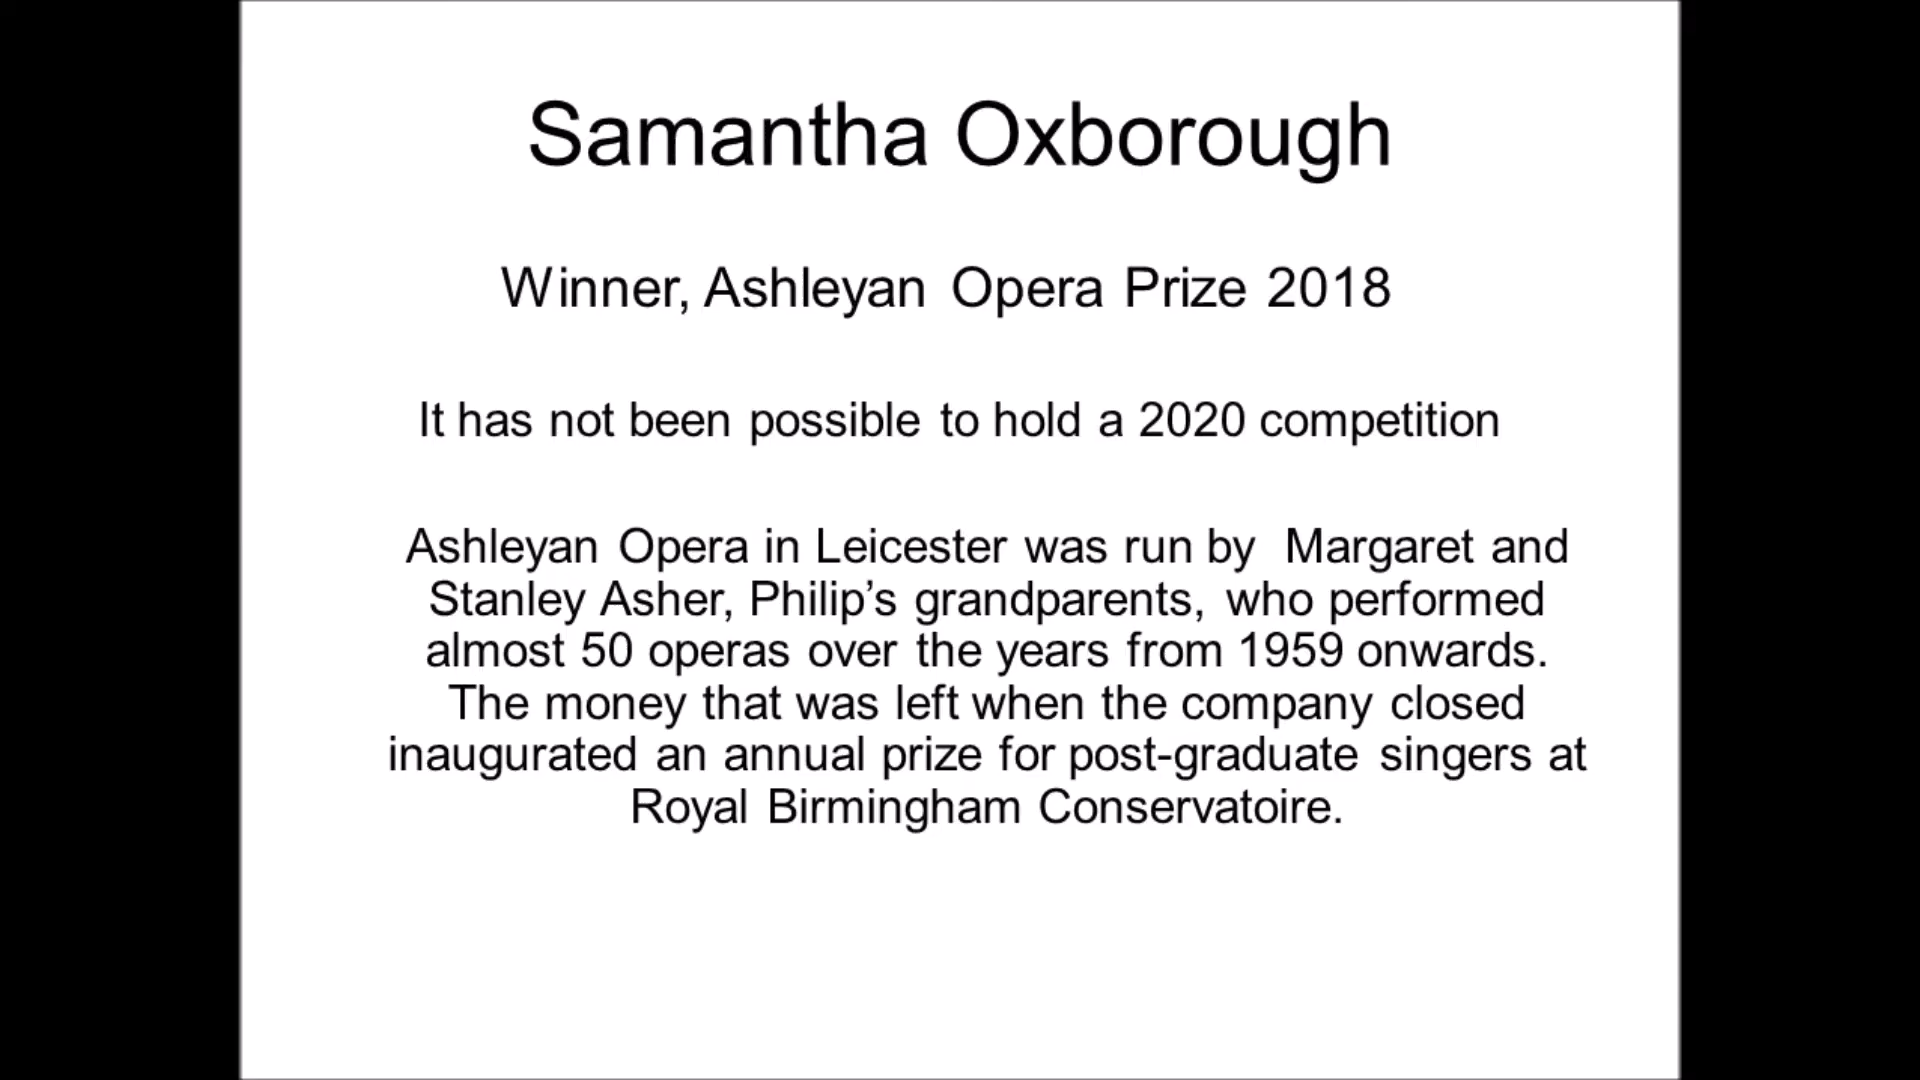 Samantha Oxborough
Winner, Ashleyan Opera Prize 2018
It has not been possible to hold a 2020 competition
Ashleyan Opera in Leicester was run by Margaret and
Stanley Asher, Philip’s grandparents, who performed
almost 50 operas over the years from 1959 onwards.
The money that was left when the company closed
inaugurated an annual prize for post-graduate singers at
Royal Birmingham Conservatoire.